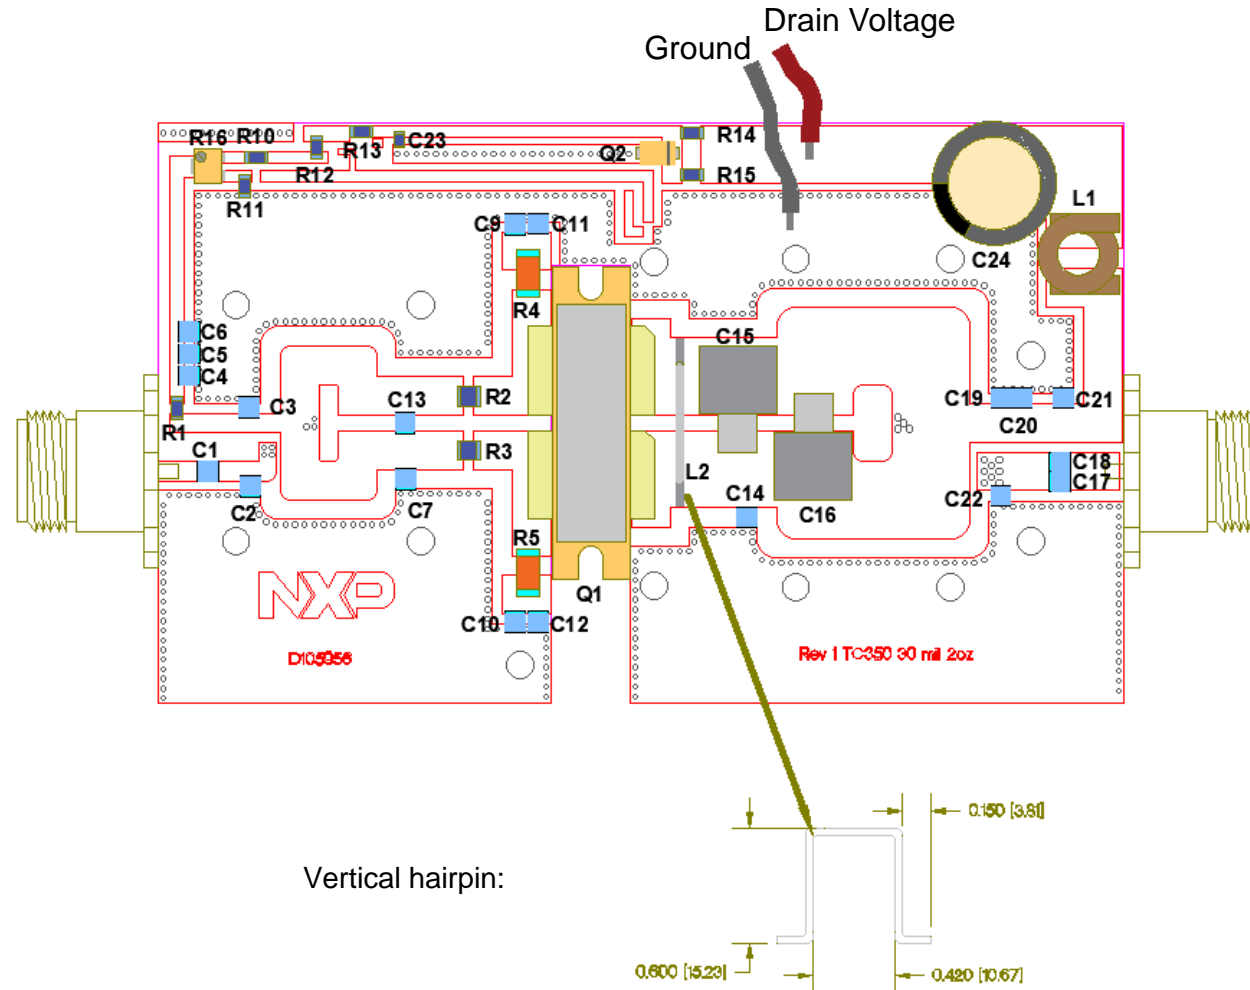 Drain Voltage
Ground
R16 R10
R13
C23
R12
R11
Q2
R14
R15
L1
C24
C9 C11
R4
C6
C5
C4
C3
R1
C13
R2
R3
C1
C2
C7
C15
L2
C14
C16
C19
C20
C21
C18
C17
C22
R5
Q1
C10 C12
NXP
D105956
Rev 1 TC350 30 mil 2oz
0.150 [3.81]
Vertical hairpin:
0.600 [15.23]
0.420 [10.67]